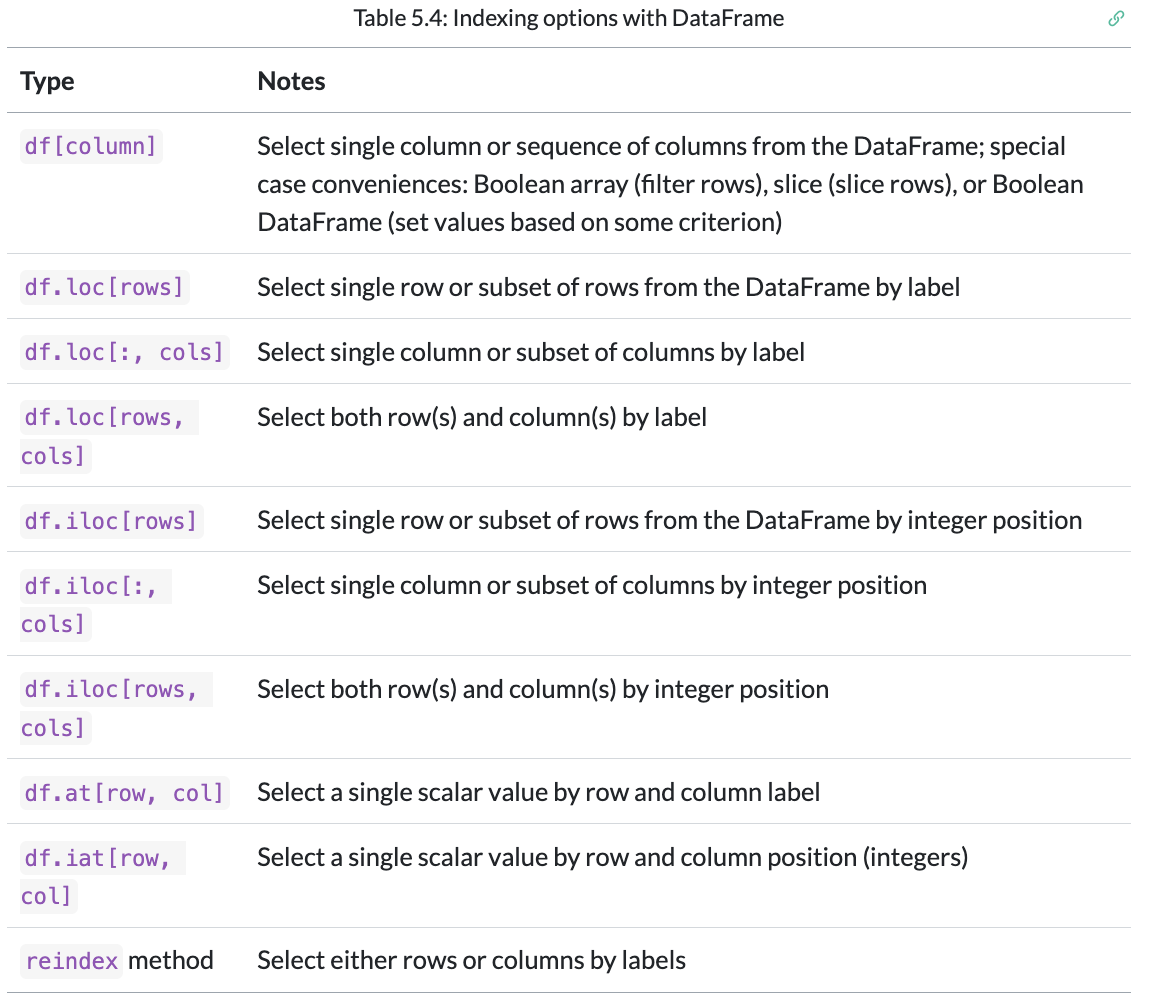 Table 5.4: Indexing options with DataFrame
Type Notes
df[column] Select single column or sequence of columns from the DataFrame; special
case conveniences: Boolean array (filter rows), slice (slice rows), or Boolean
DataFrame (set values based on some criterion)
df.loc[rows] Select single row or subset of rows from the DataFrame by label
df.loc[:, cols] Select single column or subset of columns by label
df.loc[rows, Select both row(s) and column(s) by label
cols]
df.iloc[rows] Select single row or subset of rows from the DataFrame by integer position
df.iloc[:, Select single column or subset of columns by integer position
cols]
df.iloc[rows, Select both row(s) and column(s) by integer position
cols]
df.at[row, col] Select a single scalar value by row and column label
df.iat[row, Select a single scalar value by row and column position (integers)
col]
reindex method Select either rows or columns by labels